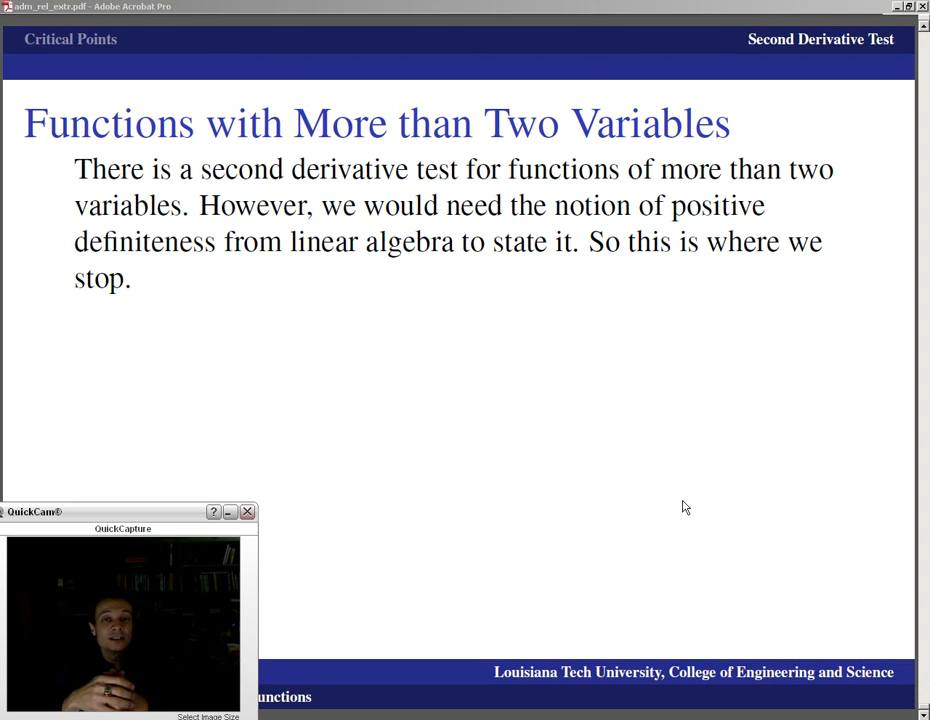 adm_rel_extr.pdf - Adobe Acrobat Pro
Critical Points
Second Derivative Test
Functions with More than Two Variables
There is a second derivative test for functions of more than two
variables. However, we would need the notion of positive
definiteness from linear algebra to state it. So this is where we
stop.
QuickCam®
QuickCapture
Select Image Size
Louisiana Tech University, College of Engineering and Science